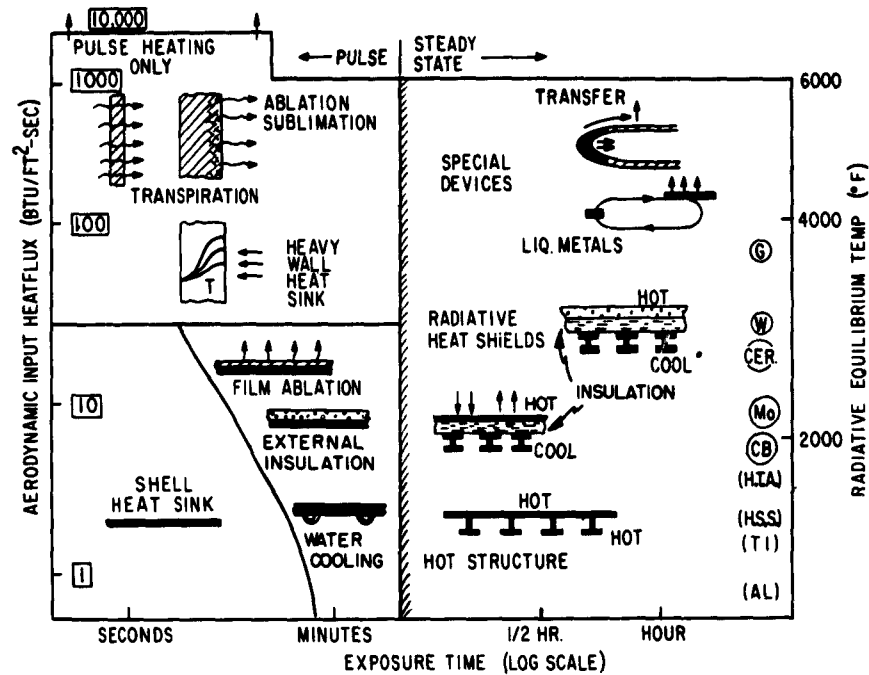 10,000
PULSE HEATING
ONLY
PULSE
STEADY
STATE
1000
6000
ABLATION
SUBLIMATION
TRANSPIRATION
TRANSFER
SPECIAL
DEVICES
100
4000
LIQ. METALS
HEAVY
WALL
HEAT
SINK
T
G
HOT
RADIATIVE
HEAT SHIELDS
W
COOL
CER.
FILM ABLATION
INSULATION
10
HOT
Mo
2000
EXTERNAL
INSULATION
COOL
CB
(H.T.A.)
SHELL
HEAT SINK
HOT
(H.S.S.)
WATER
COOLING
HOT
(TI)
HOT STRUCTURE
1
(AL)
SECONDS
MINUTES
1/2 HR.
HOUR
EXPOSURE TIME (LOG SCALE)
AERODYNAMIC INPUT HEATFLUX (BTU/FT²-SEC)
RADIATIVE EQUILIBRIUM TEMP (°F)